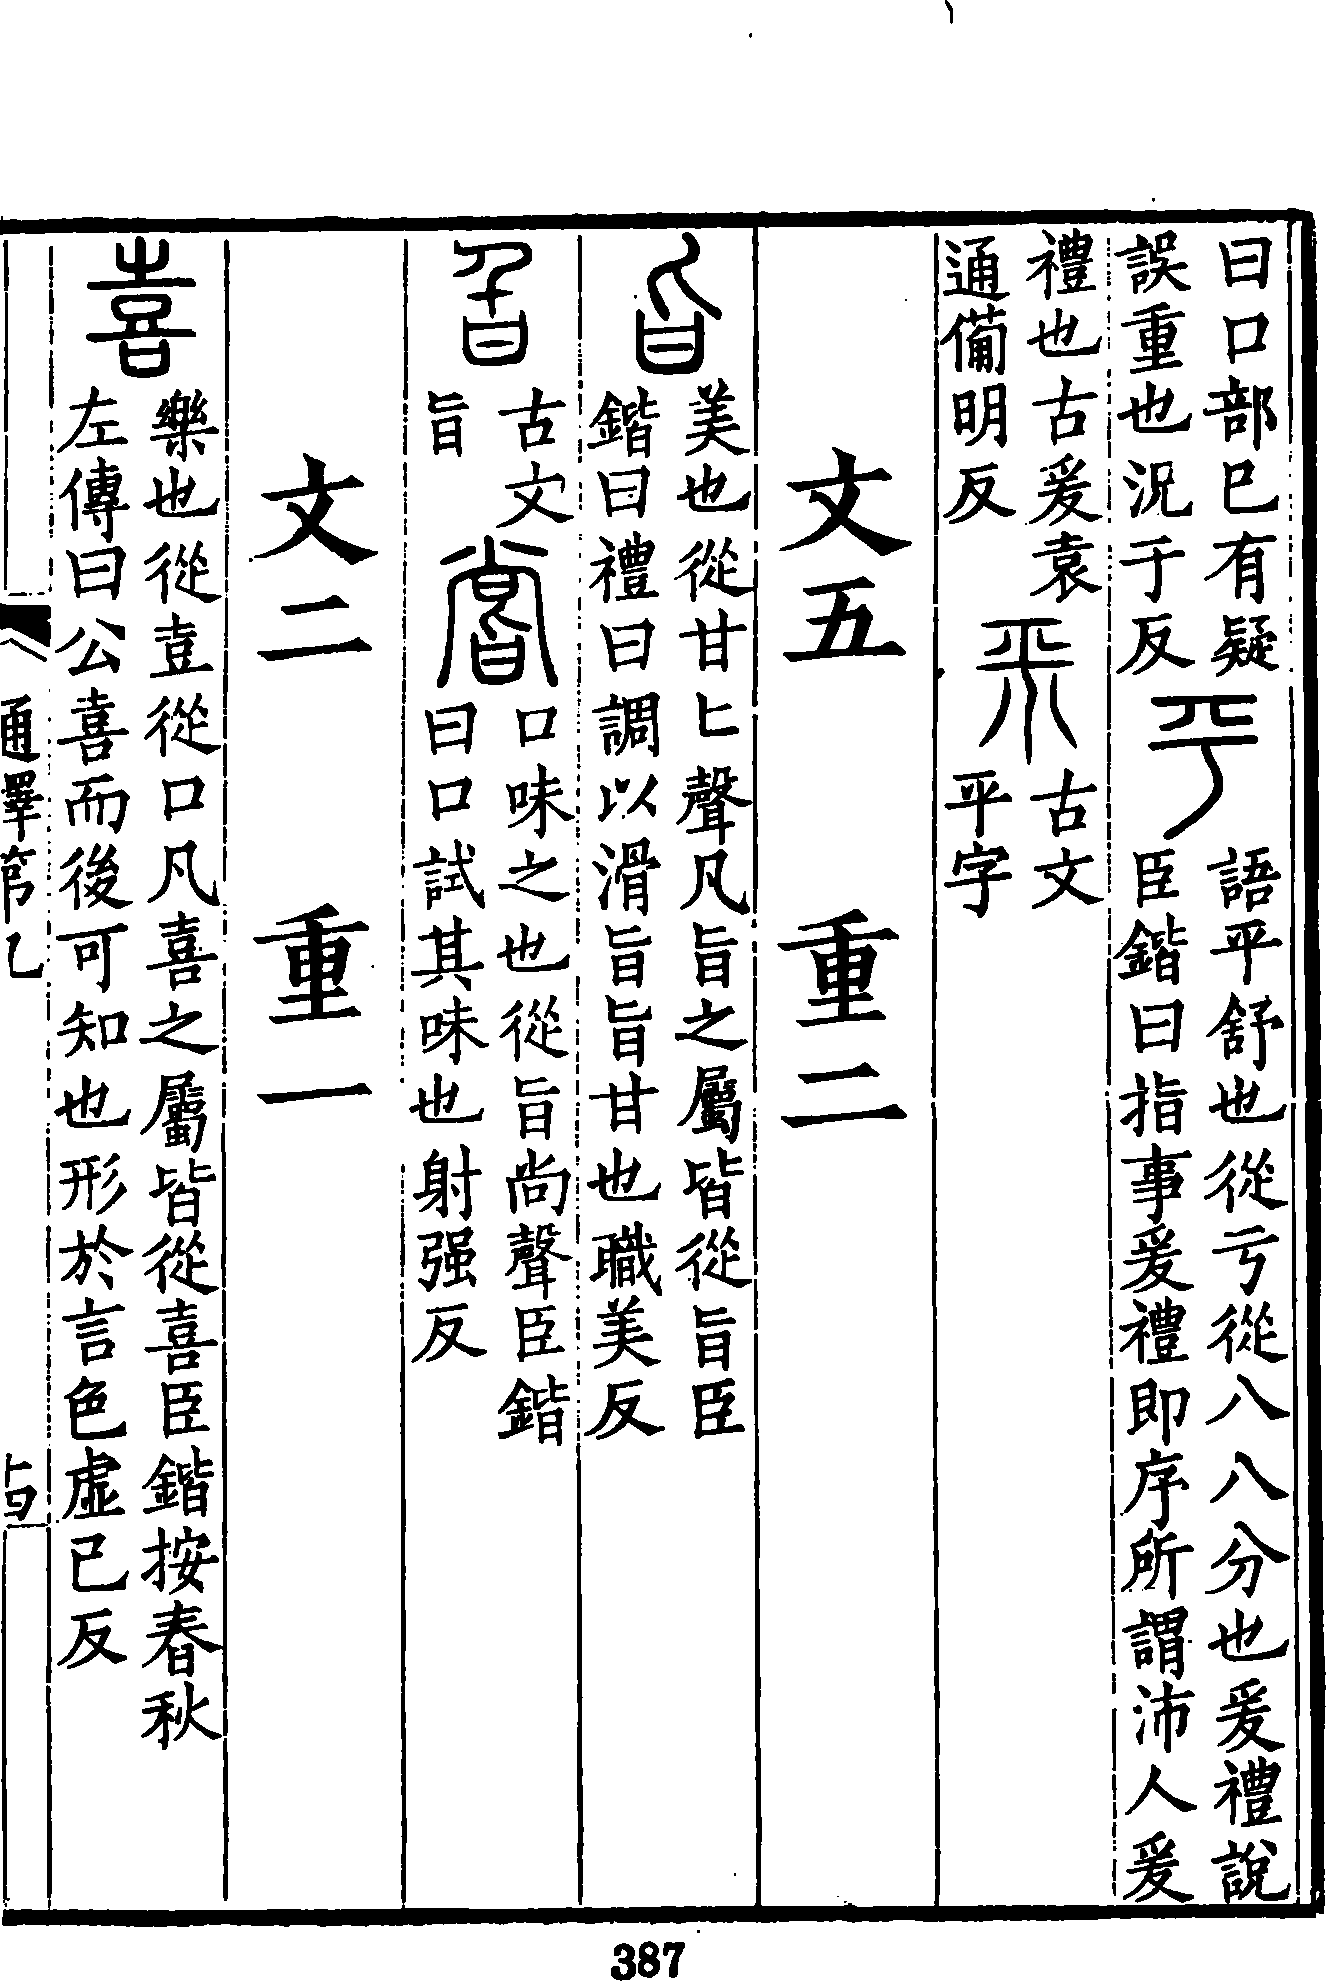 曰口部已有疑
誤重也況于反
平
語平舒也從亏從八八分也爰禮說
臣鍇曰指事爰禮即序所謂沛人爰
禮也古爰袁
通備明反
古文
平字
文五 重二
旨
美也從甘匕聲凡旨之屬皆從旨臣
鍇曰禮曰調以滑旨旨甘也職美反
古文
旨
嘗
口味之也從旨尚聲臣鍇
曰口試其味也射强反
文二 重一
喜
樂也從壴從口凡喜之屬皆從喜臣鍇按春秋
左傳曰公喜而後可知也形於言色虛已反
通釋第九
387